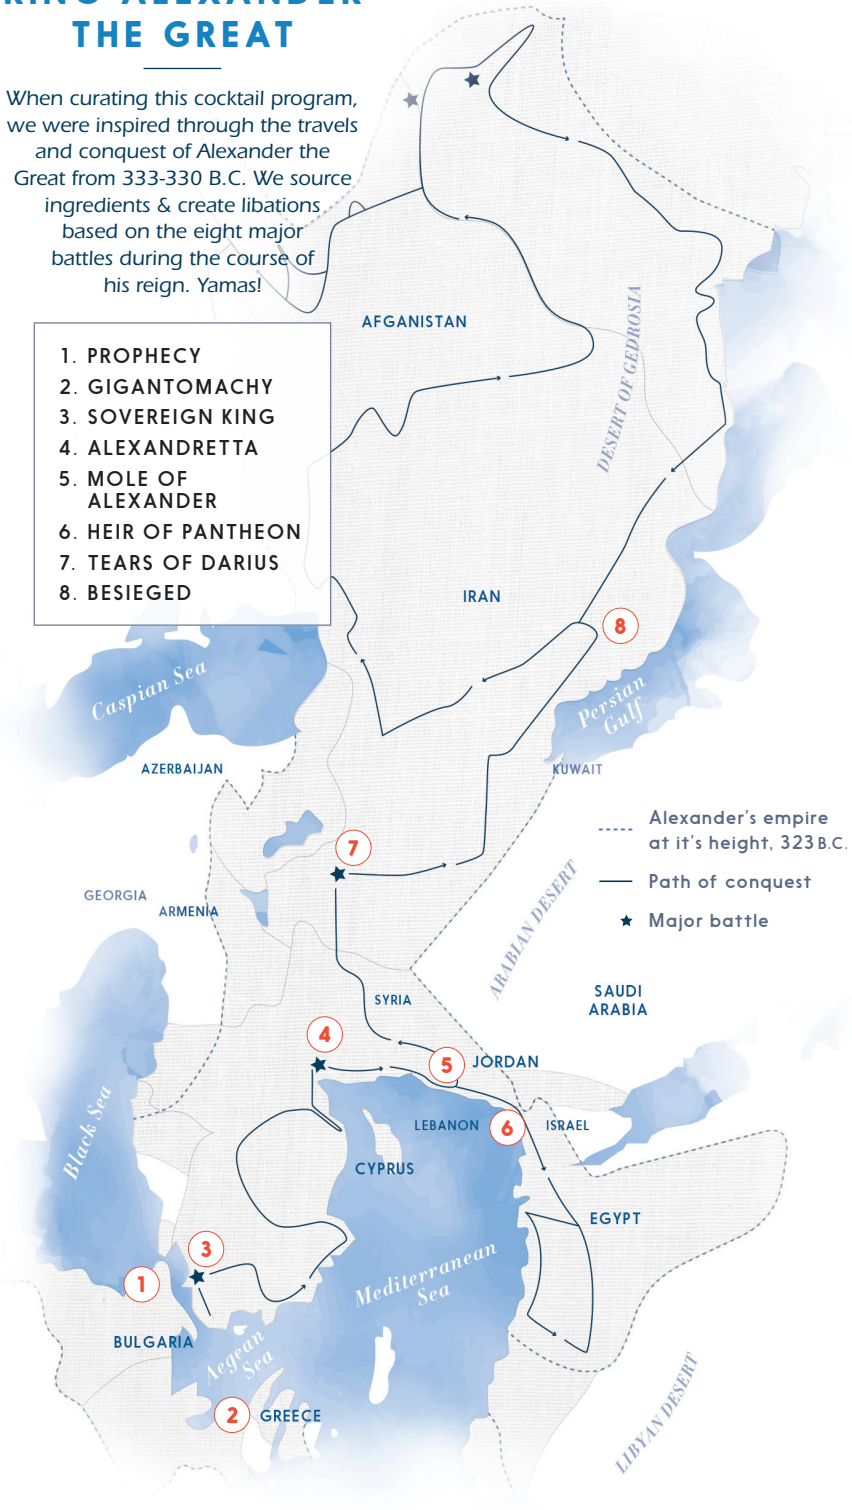 THE GREAT
When curating this cocktail program,
we were inspired through the travels
and conquest of Alexander the
Great from 333-330 B.C. We source
ingredients & create libations
based on the eight major
battles during the course of
his reign. Yamas!
1. PROPHECY
2. GIGANTOMACHY
3. SOVEREIGN KING
4. ALEXANDRETTA
5. MOLE OF
ALEXANDER
6. HEIR OF PANTHEON
7. TEARS OF DARIUS
8. BESIEGED
AFGANISTAN
DESERT OF GEDROSIA
IRAN
8
Caspian Sea
Persian
Gulf
AZERBAIJAN
KUWAIT
Alexander's empire
at it's height, 323 B.C.
Path of conquest
Major battle
7
GEORGIA
ARMENIA
ARABIAN DESERT
SYRIA
SAUDI
ARABIA
4
5
JORDAN
Black Sea
LEBANON
6
ISRAEL
CYPRUS
EGYPT
3
Mediterranean
Sea
1
BULGARIA
Aegean
Sea
2
GREECE
LIBYAN DESERT